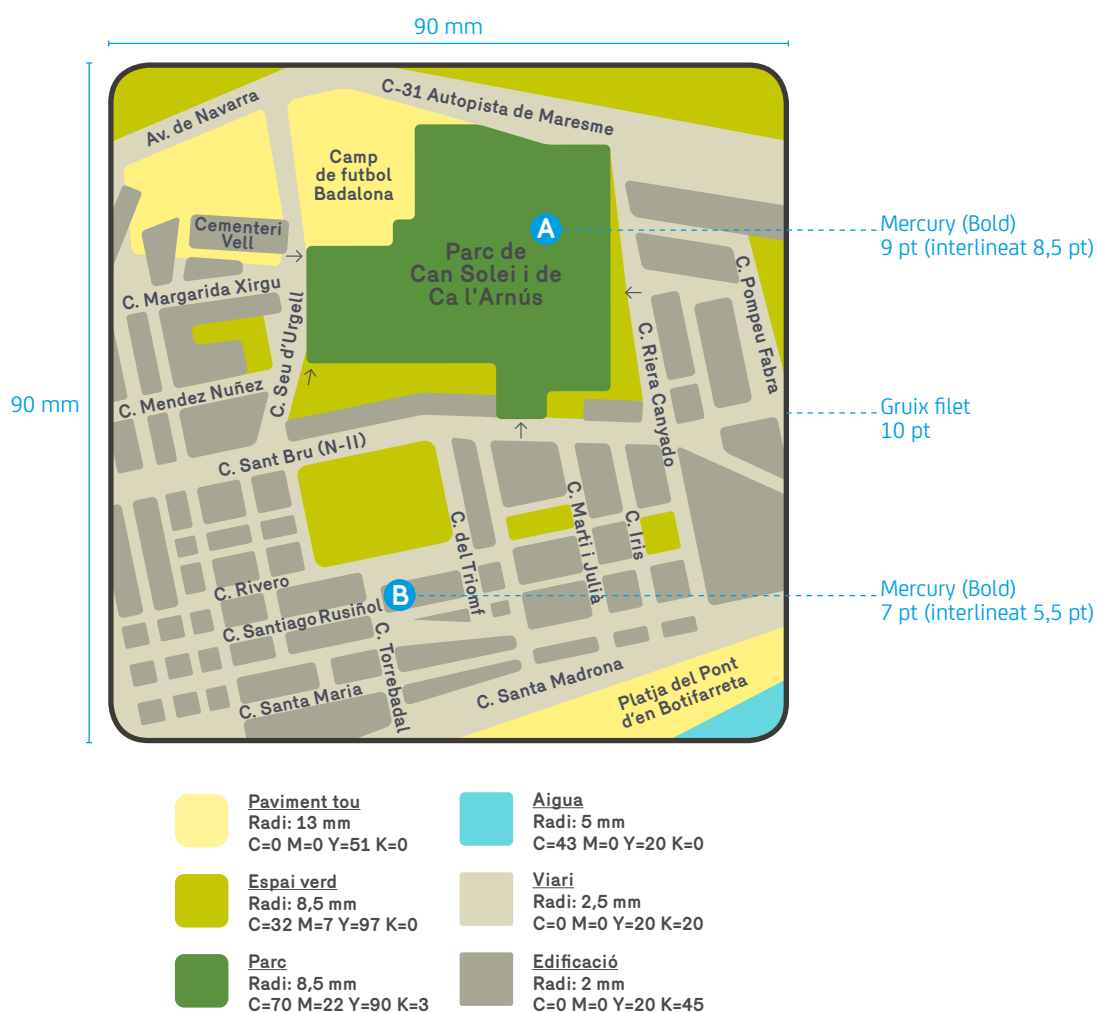 90 mm
90 mm
Av. de Navarra
C-31 Autopista de Maresme
Camp
de futbol
Badalona
Cementeri
Vell
A
Parc de
Can Solei i de
Ca l'Arnús
C. Margarida Xirgu
C. Seu d'Urgell
C. Mendez Nuñez
C. Pompeu Fabra
C. Riera Canyado
C. Sant Bru (N-II)
C. del Triomf
C. Marti i Julià
C. Iris
C. Rivero
B
C. Santiago Rusiñol
C. Torrebadal
C. Santa Maria
C. Santa Madrona
Platja del Pont
d'en Botifarreta
Mercury (Bold)
9 pt (interlineat 8,5 pt)
Gruix filet
10 pt
Mercury (Bold)
7 pt (interlineat 5,5 pt)
Paviment tou
Radi: 13 mm
C=0 M=0 Y=51 K=0
Espai verd
Radi: 8,5 mm
C=32 M=7 Y=97 K=0
Parc
Radi: 8,5 mm
C=70 M=22 Y=90 K=3
Aigua
Radi: 5 mm
C=43 M=0 Y=20 K=0
Viari
Radi: 2,5 mm
C=0 M=0 Y=20 K=20
Edificació
Radi: 2 mm
C=0 M=0 Y=20 K=45